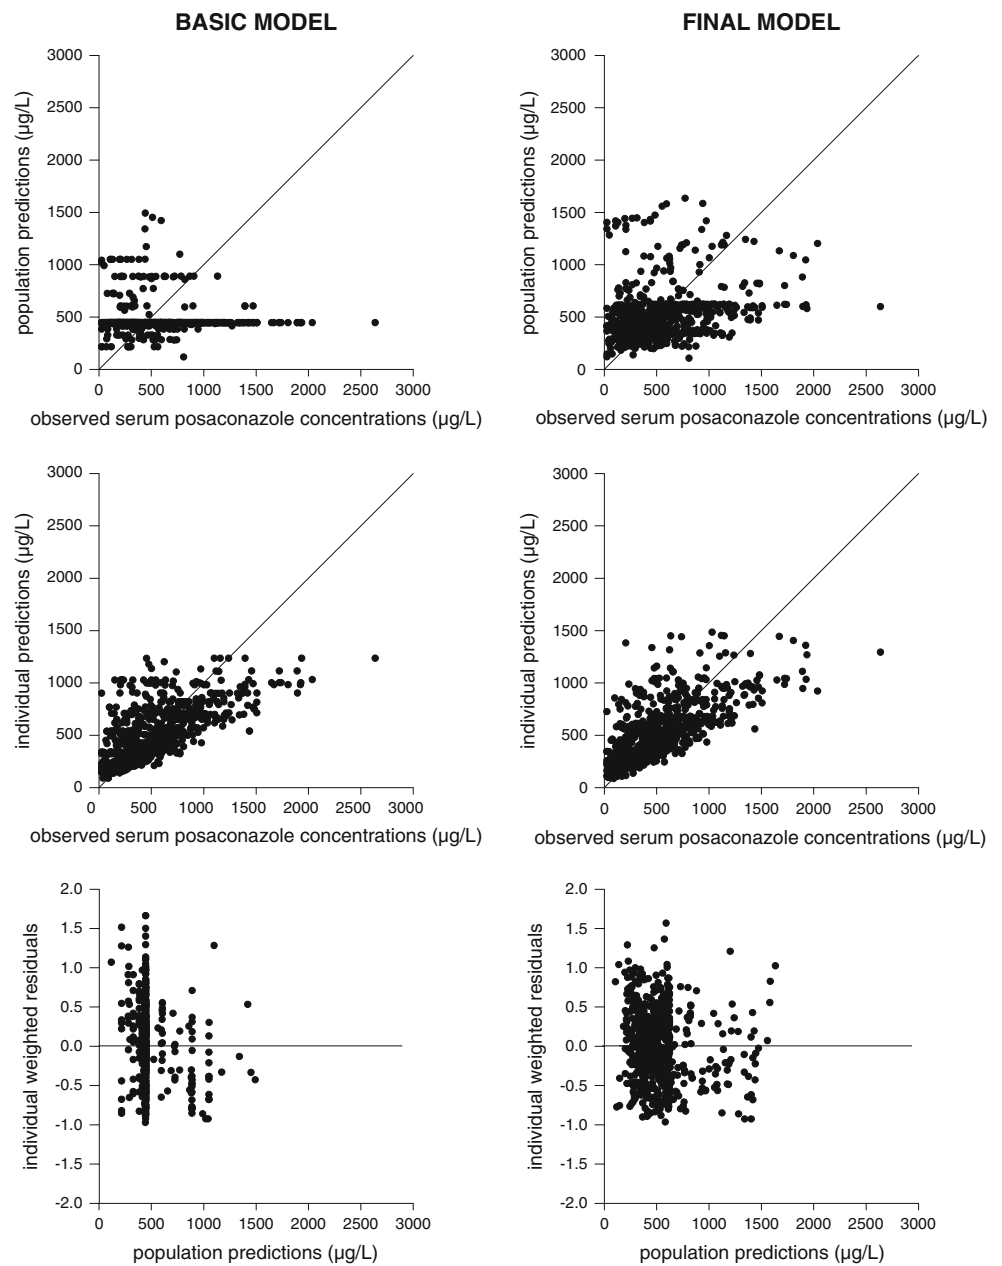 BASIC MODEL
FINAL MODEL
population predictions (µg/L)
3000
2500
2000
1500
1000
500
0
0 500 1000 1500 2000 2500 3000
observed serum posaconazole concentrations (µg/L)
population predictions (µg/L)
3000
2500
2000
1500
1000
500
0
0 500 1000 1500 2000 2500 3000
observed serum posaconazole concentrations (µg/L)
individual predictions (µg/L)
3000
2500
2000
1500
1000
500
0
0 500 1000 1500 2000 2500 3000
observed serum posaconazole concentrations (µg/L)
individual predictions (µg/L)
3000
2500
2000
1500
1000
500
0
0 500 1000 1500 2000 2500 3000
observed serum posaconazole concentrations (µg/L)
individual weighted residuals
2.0
1.5
1.0
0.5
0.0
-0.5
-1.0
-1.5
-2.0
0 500 1000 1500 2000 2500 3000
population predictions (µg/L)
individual weighted residuals
2.0
1.5
1.0
0.5
0.0
-0.5
-1.0
-1.5
-2.0
0 500 1000 1500 2000 2500 3000
population predictions (µg/L)